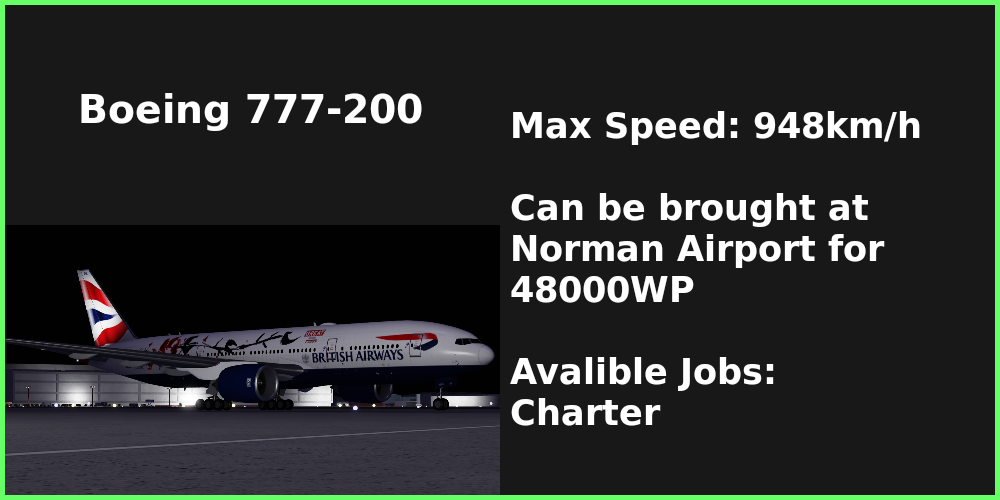 Boeing 777-200
Max Speed: 948km/h
Can be brought at
Norman Airport for
48000WP
Avalible Jobs:
Charter
BRITISH AIRWAYS